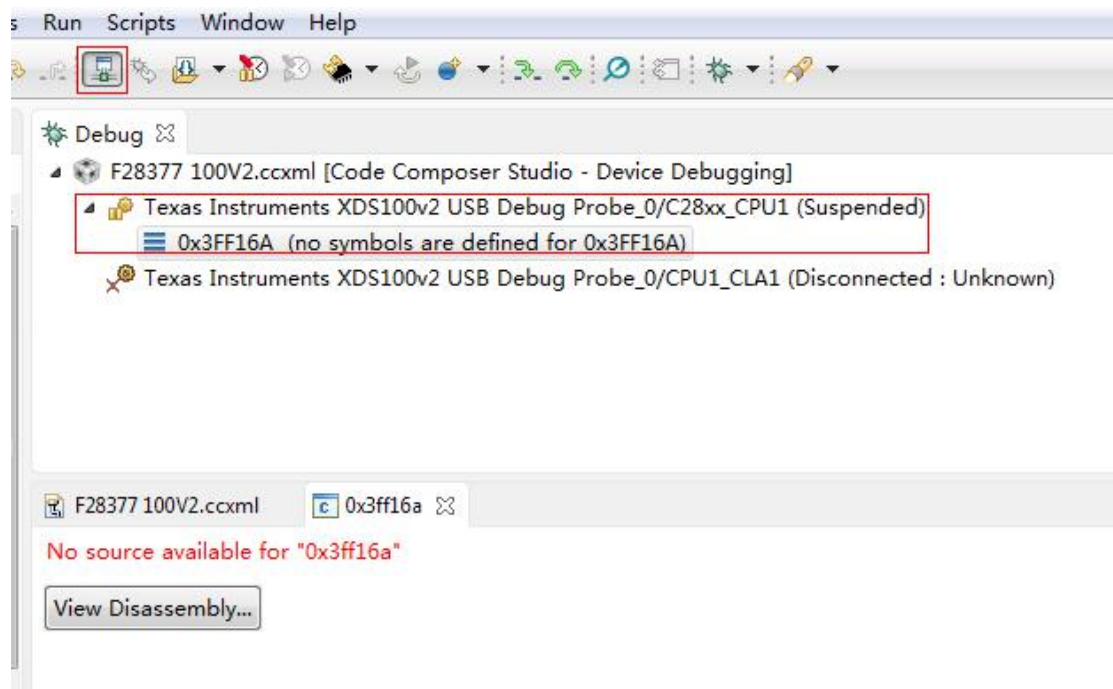 s Run Scripts Window Help
Debug
F28377 100V2.ccxml [Code Composer Studio - Device Debugging]
Texas Instruments XDS100v2 USB Debug Probe_0/C28xx_CPU1 (Suspended)
0x3FF16A (no symbols are defined for 0x3FF16A)
Texas Instruments XDS100v2 USB Debug Probe_0/CPU1_CLA1 (Disconnected : Unknown)
F28377 100V2.ccxml 0x3ff16a
No source available for "0x3ff16a"
View Disassembly...